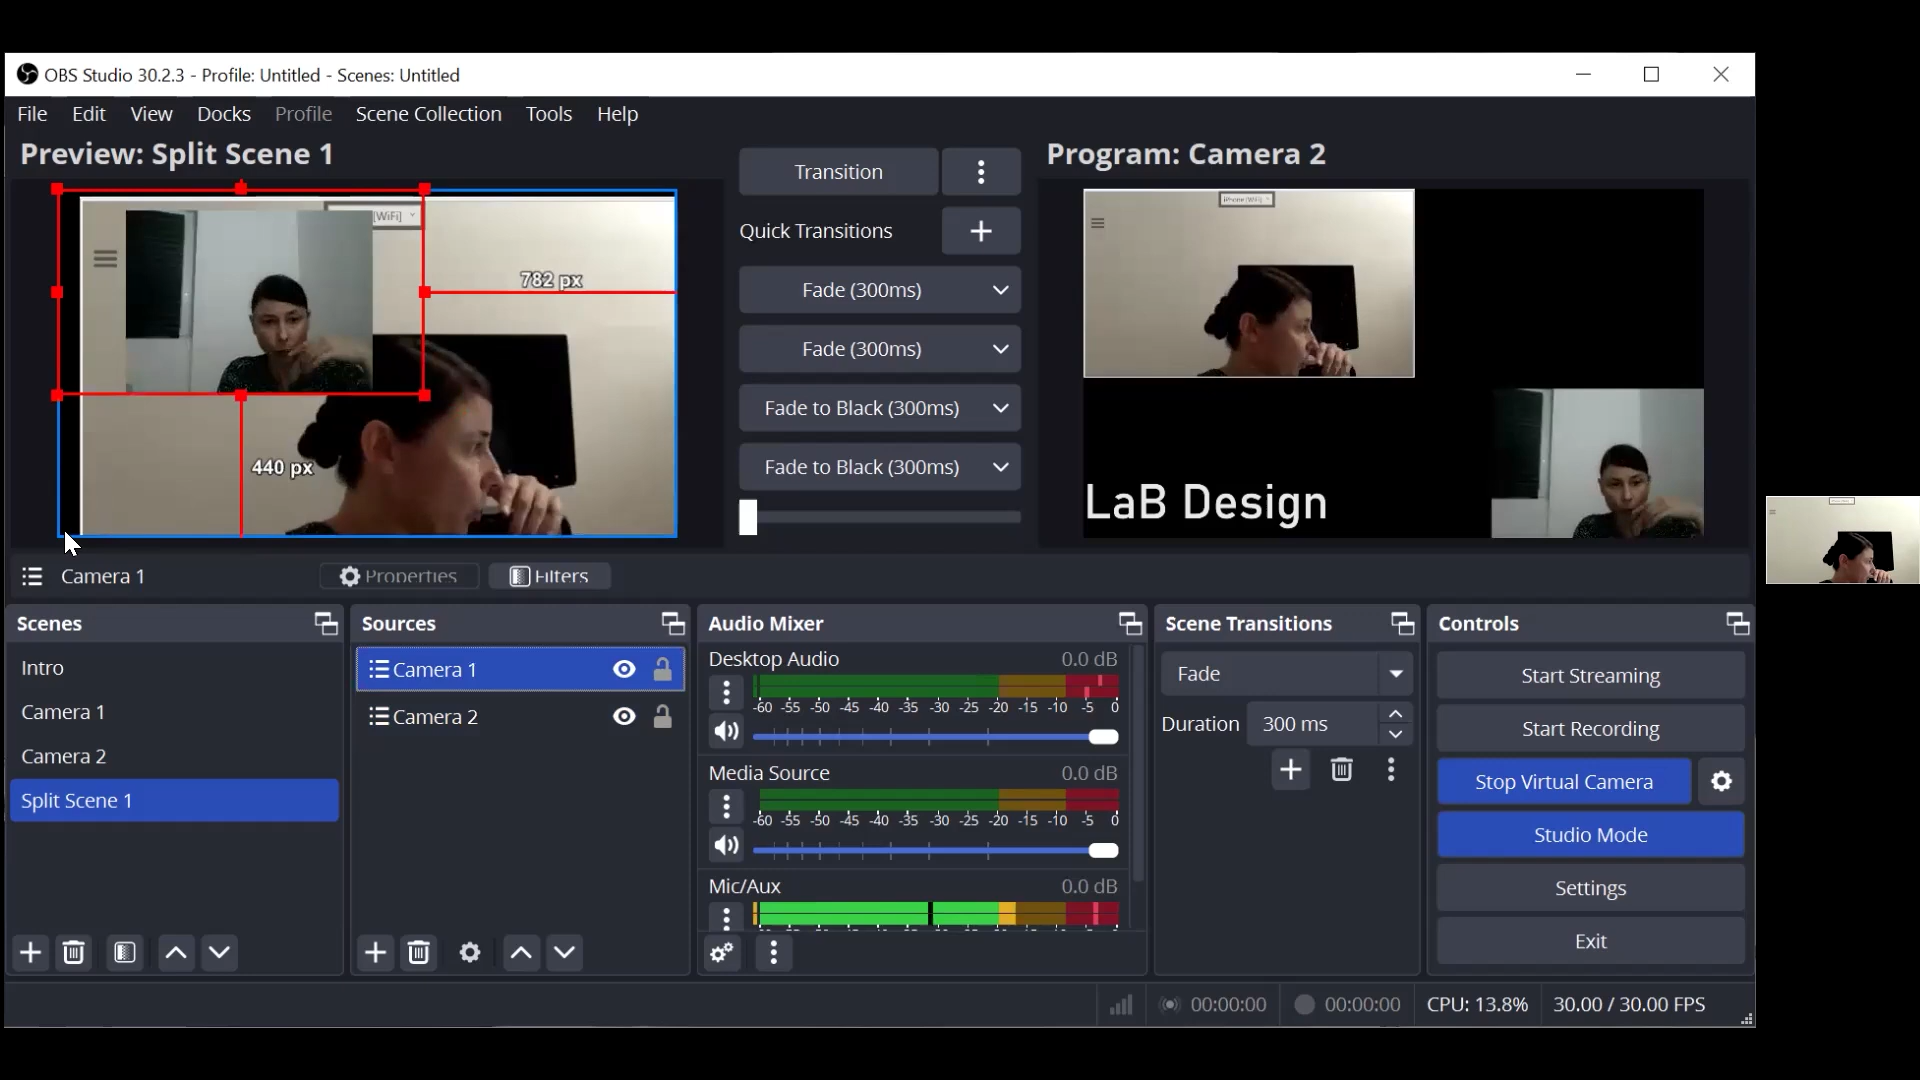 OBS Studio 30.2.3 - Profile: Untitled - Scenes: Untitled
File Edit View Docks Profile Scene Collection Tools Help
Preview: Split Scene 1
[WiFi]
782 px
440 px
Transition
Quick Transitions
Fade (300ms)
Fade (300ms)
Fade to Black (300ms)
Fade to Black (300ms)
Program: Camera 2
iPhone [WiFi]
LaB Design
Camera 1
Properties
Filters
Scenes
Intro
Camera 1
Camera 2
Split Scene 1
Sources
Camera 1
Camera 2
Audio Mixer
Desktop Audio 0.0 dB
-60 -55 -50 -45 -40 -35 -30 -25 -20 -15 -10 -5 0
Media Source 0.0 dB
-60 -55 -50 -45 -40 -35 -30 -25 -20 -15 -10 -5 0
Mic/Aux 0.0 dB
Scene Transitions
Fade
Duration 300 ms
Controls
Start Streaming
Start Recording
Stop Virtual Camera
Studio Mode
Settings
Exit
00:00:00 00:00:00 CPU: 13.8% 30.00 / 30.00 FPS